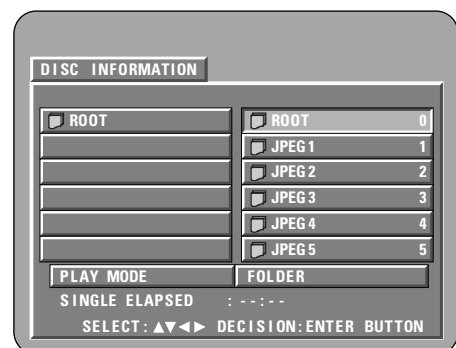 DISC INFORMATION
ROOT ROOT 0
JPEG1 1
JPEG2 2
JPEG3 3
JPEG4 4
JPEG5 5
PLAY MODE FOLDER
SINGLE ELAPSED :--:--
SELECT:▲▼◀▶ DECISION:ENTER BUTTON